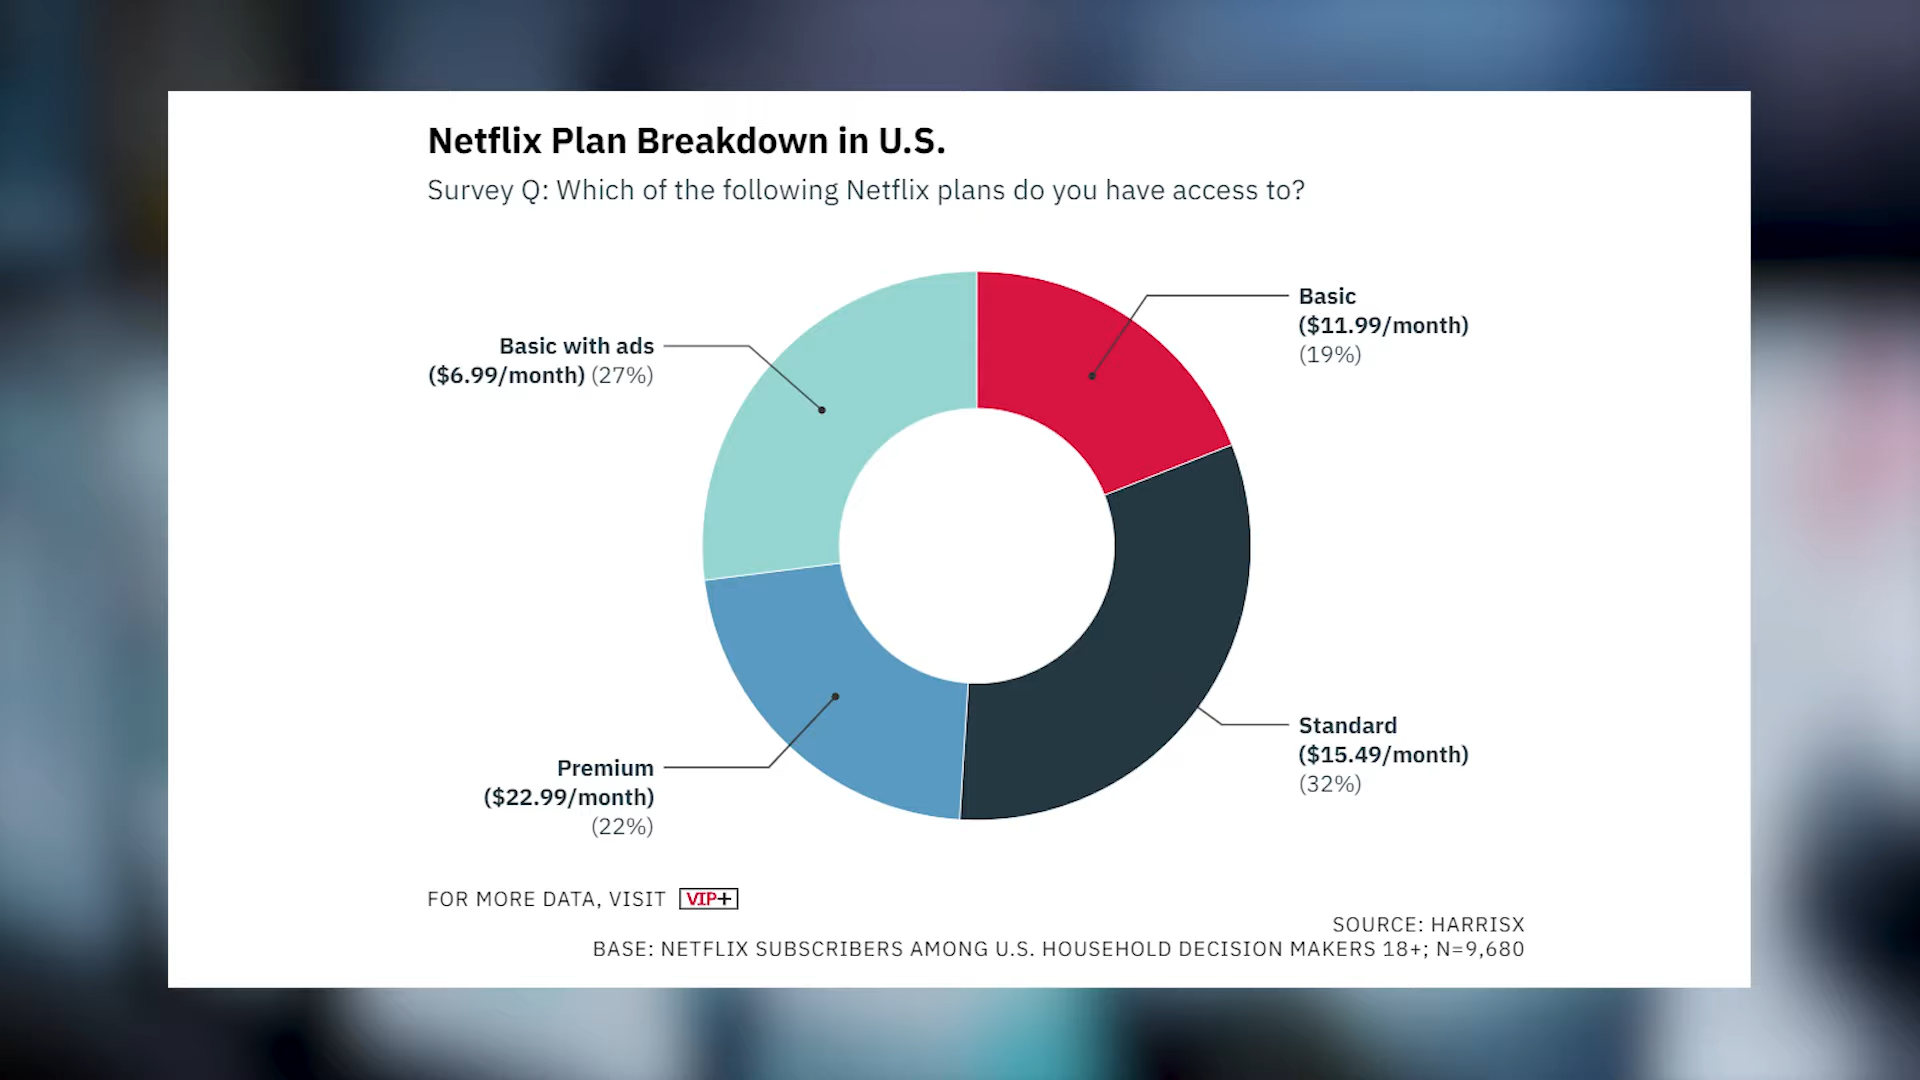 Netflix Plan Breakdown in U.S.
Survey Q: Which of the following Netflix plans do you have access to?
Basic
($11.99/month)
(19%)
Basic with ads
($6.99/month) (27%)
Standard
($15.49/month)
(32%)
Premium
($22.99/month)
(22%)
FOR MORE DATA, VISIT VIP+
SOURCE: HARRISX
BASE: NETFLIX SUBSCRIBERS AMONG U.S. HOUSEHOLD DECISION MAKERS 18+; N=9,680